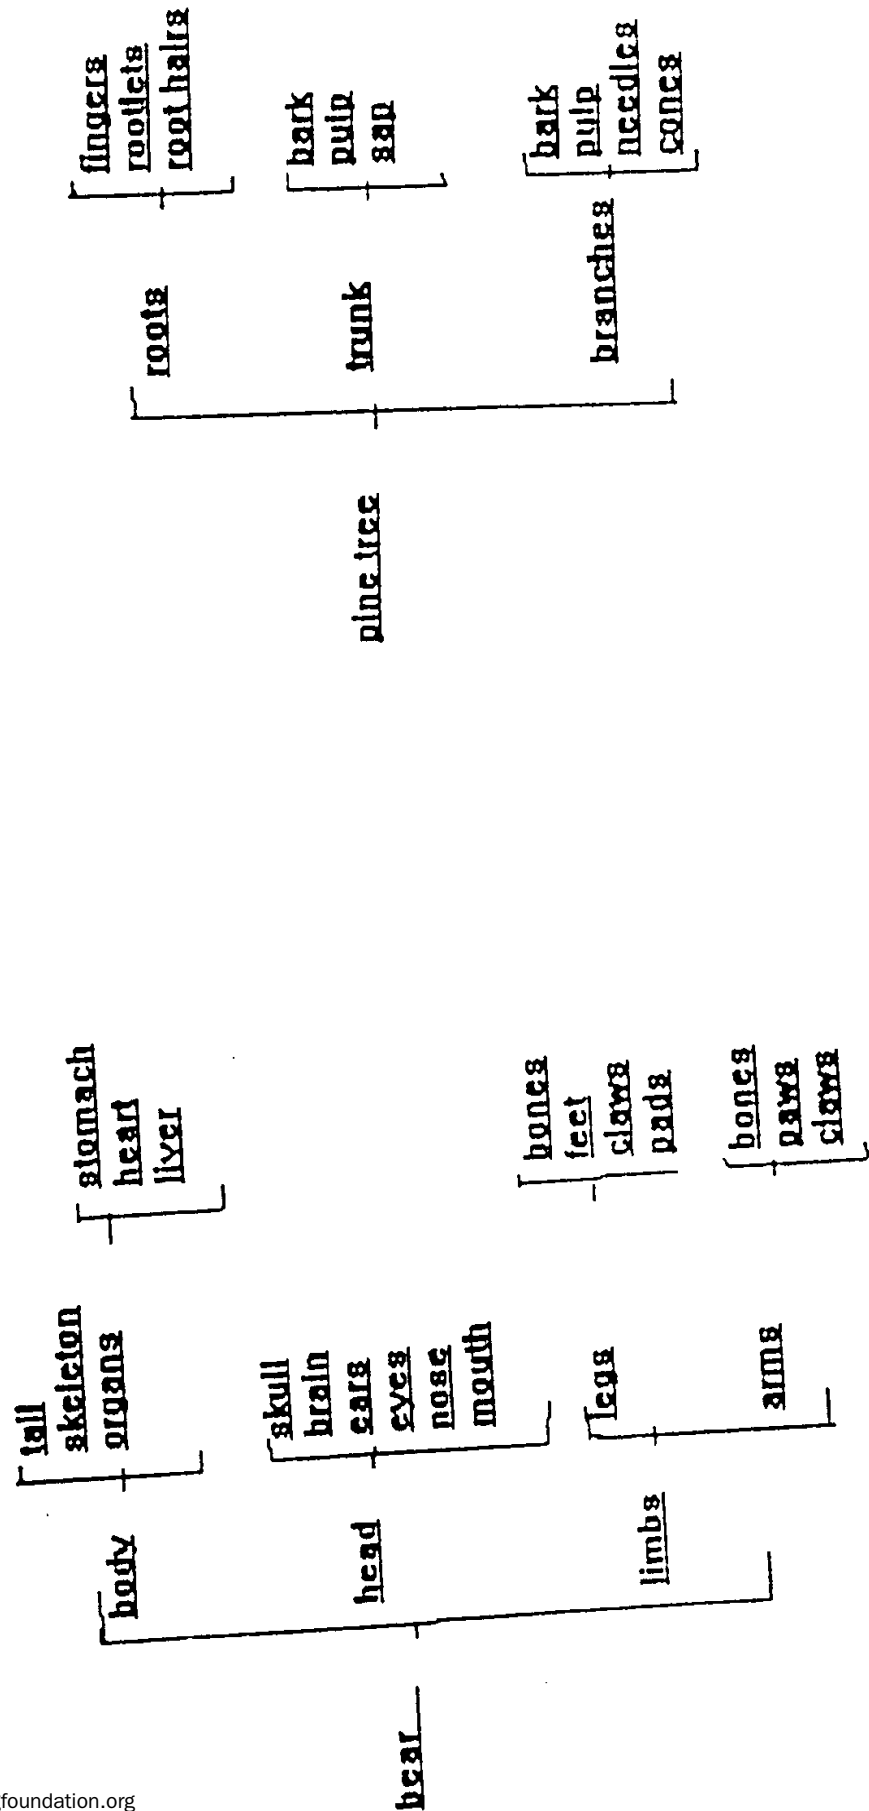 bear
body
tail
skeleton
organs
stomach
heart
liver
head
skull
brain
ears
eyes
nose
mouth
limbs
legs
bones
feet
claws
pads
arms
bones
paws
claws
pine tree
roots
fingers
rootlets
root hairs
trunk
bark
pulp
sap
branches
bark
pulp
needles
cones
foundation.org